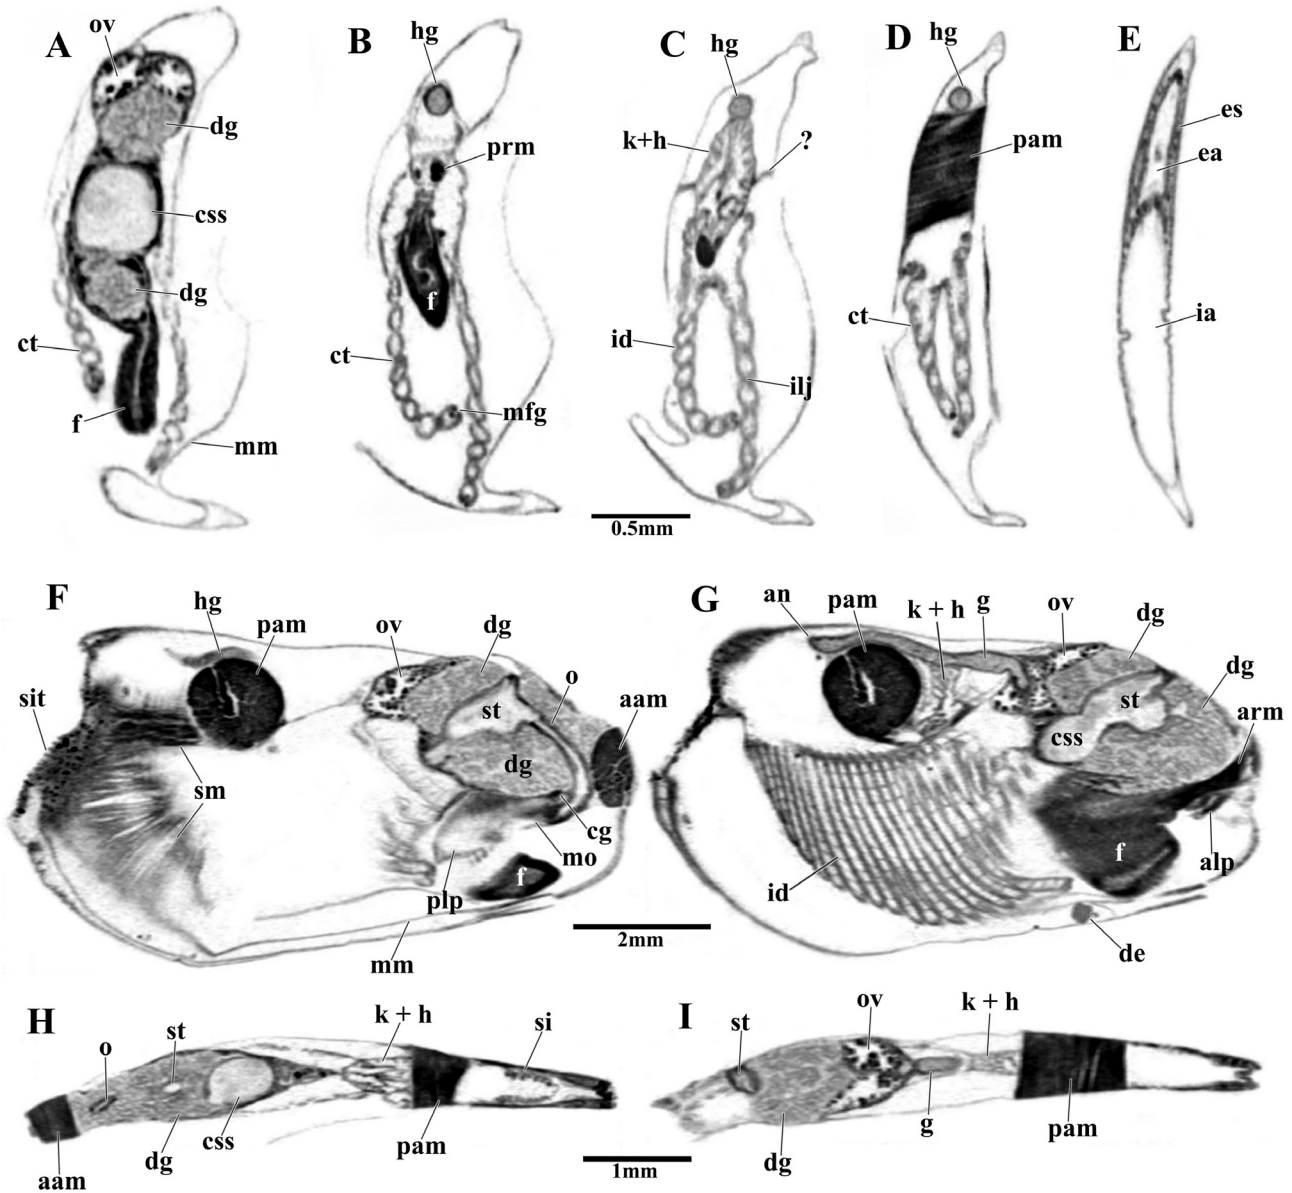 A
ov
dg
css
dg
ct
f
mm
B
hg
prm
f
ct
mfg
C
hg
k+h
?
id
ilj
D
hg
pam
ct
E
es
ea
ia
0.5mm
F
hg
pam
ov
dg
o
aam
sit
st
dg
sm
cg
mo
f
plp
mm
G
an
pam
k + h
g
ov
dg
dg
st
arm
css
f
alp
id
de
2mm
H
k + h
si
o
st
css
pam
dg
aam
I
ov
k + h
st
g
pam
dg
1mm